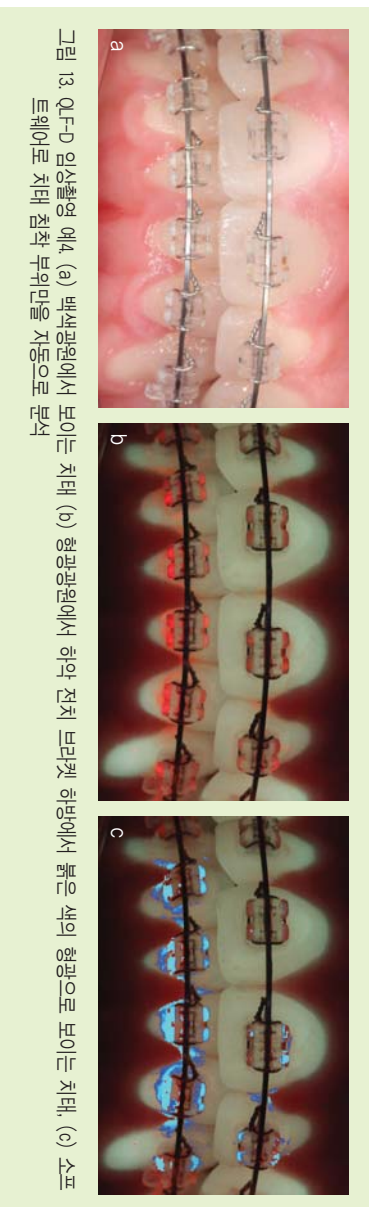 a
b
c
그림 13. QLF-D 임상촬영 예4. (a) 백색광원에서 보이는 치태 (b) 형광광원에서 하악 전치 브라켓 하방에서 붉은 색의 형광으로 보이는 치태, (c) 소프
트웨어로 치태 침착 부위만을 자동으로 분석